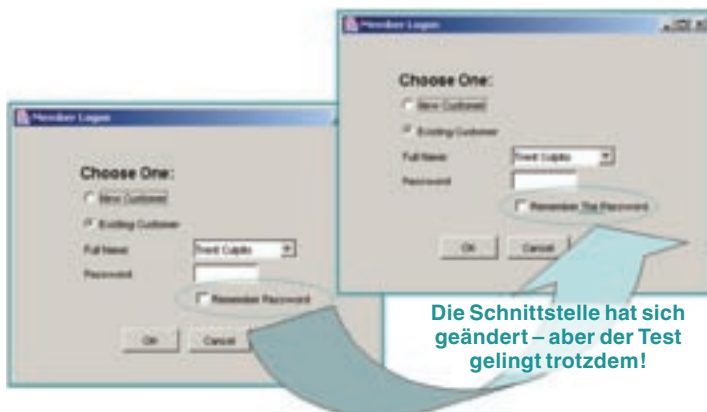 Member Logon
Choose One:
New Customer
Existing Customer
Full Name
Trent Culpito
Password
Remember The Password
OK
Cancel
Member Logon
Choose One:
New Customer
Existing Customer
Full Name
Trent Culpito
Password
Remember Password
OK
Cancel
Die Schnittstelle hat sich
geändert – aber der Test
gelingt trotzdem!